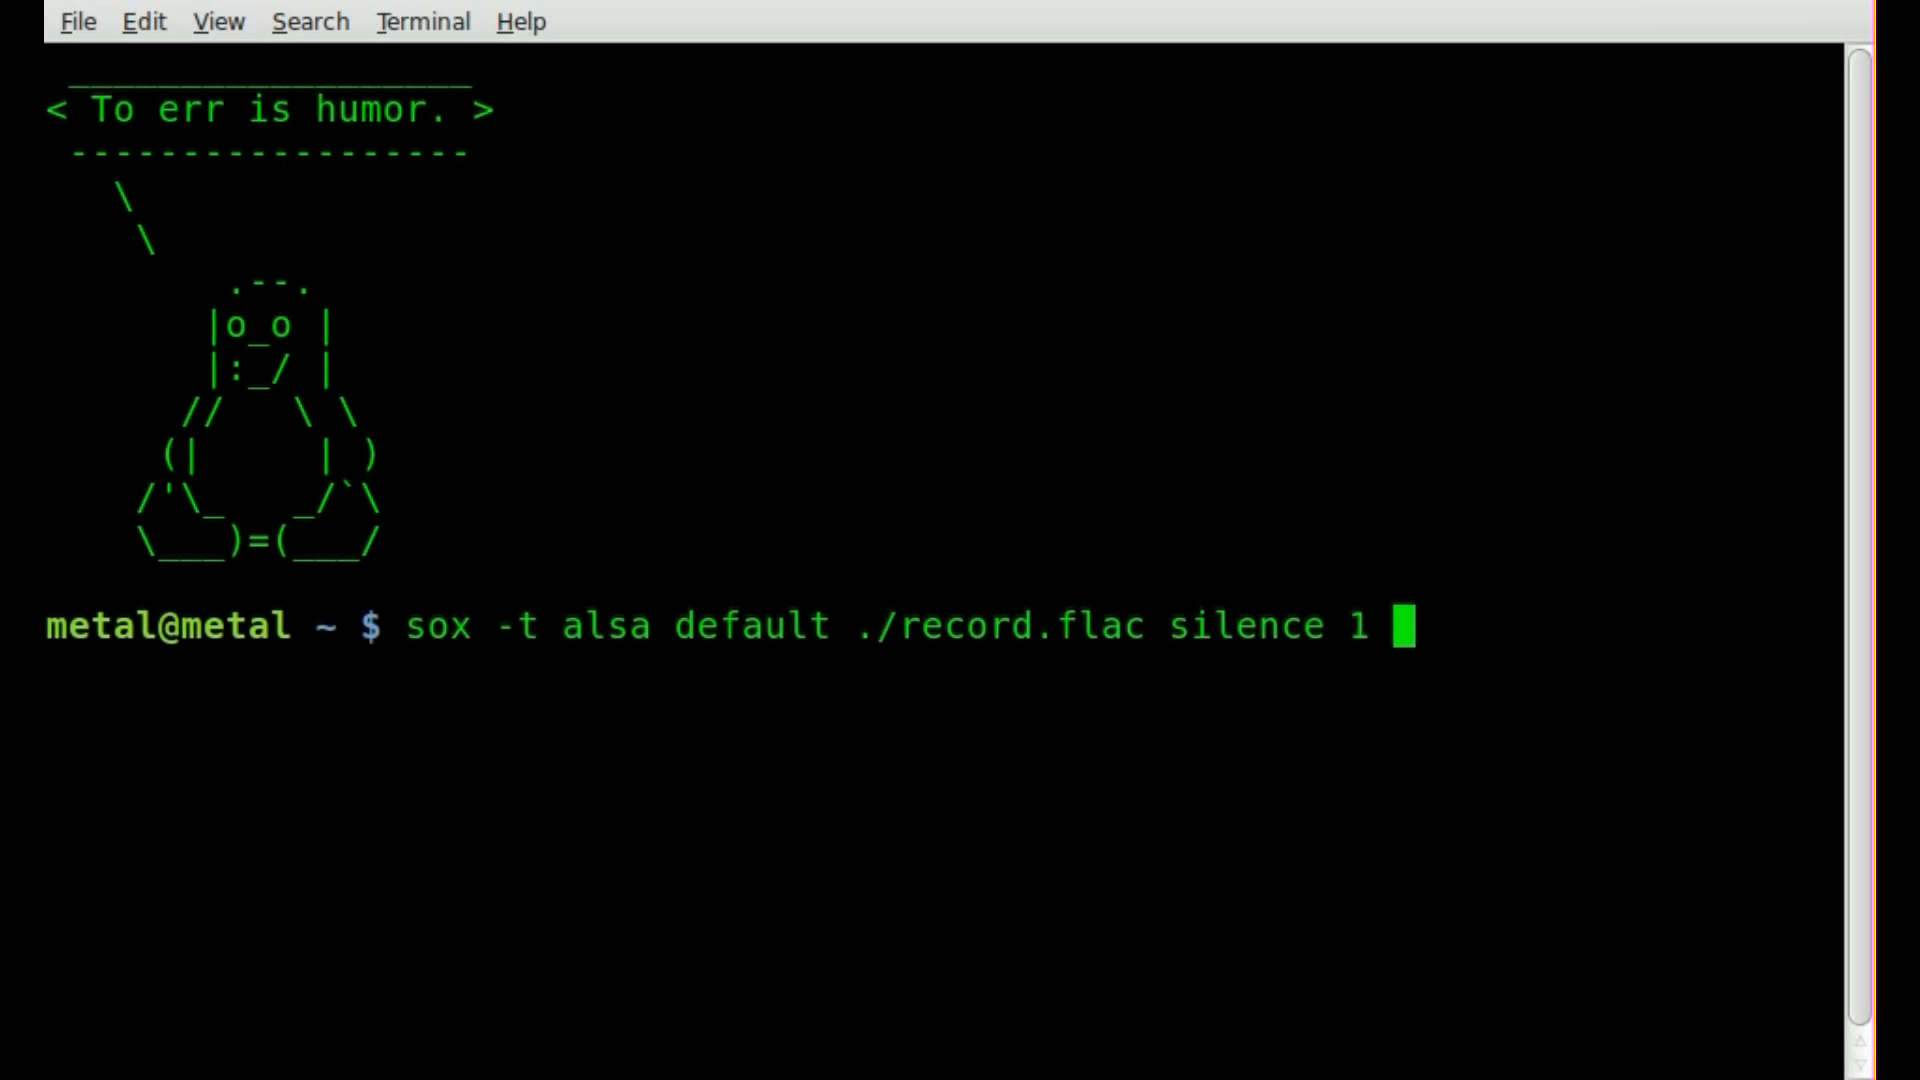 File Edit View Search Terminal Help
 __________________
< To err is humor. >
 ------------------
   \
    \
        .--.
       |o_o |
       |:_/ |
      //   \ \
     (|     | )
    /'\_   _/`\
    \___)=(___/
metal@metal ~ $ sox -t alsa default ./record.flac silence 1